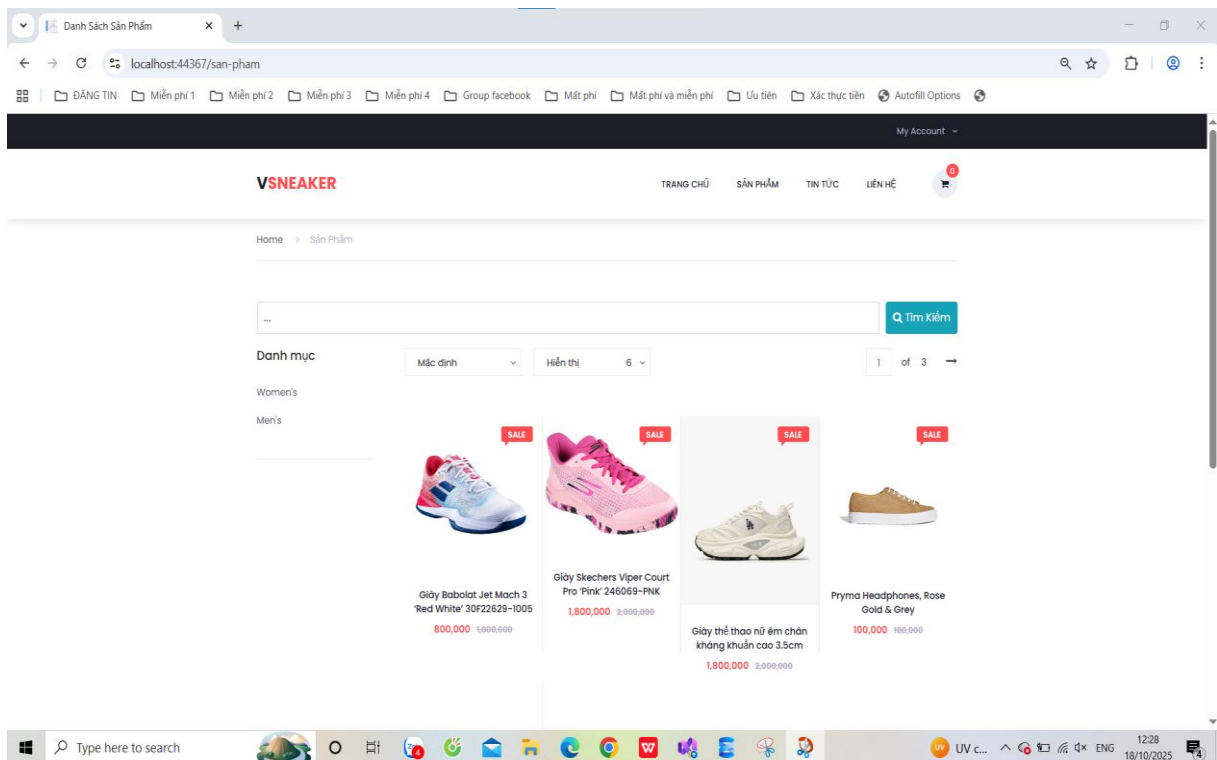 Danh Sách Sản Phẩm
localhost:44367/san-pham
ĐĂNG TIN Miễn phí 1 Miễn phí 2 Miễn phí 3 Miễn phí 4 Group facebook Mất phí Mất phí và miễn phí Ưu tiên Xác thực tiền Autofill Options
My Account
VSNEAKER TRANG CHỦ SẢN PHẨM TIN TỨC LIÊN HỆ 0
Home > Sản Phẩm
... Tìm Kiếm
Danh mục Mặc định Hiển thị 6 1 of 3
Women's
Men's
SALE SALE SALE SALE
Giày Babolat Jet Mach 3
'Red White' 30F22629-1005
800,000 1,000,000
Giày Skechers Viper Court
Pro 'Pink' 246069-PNK
1,800,000 2,000,000
Giày thể thao nữ êm chân
kháng khuẩn cao 3.5cm
1,800,000 2,000,000
Pryma Headphones, Rose
Gold & Grey
100,000 180,000
Type here to search UV UV c... ENG 12:28
18/10/2025